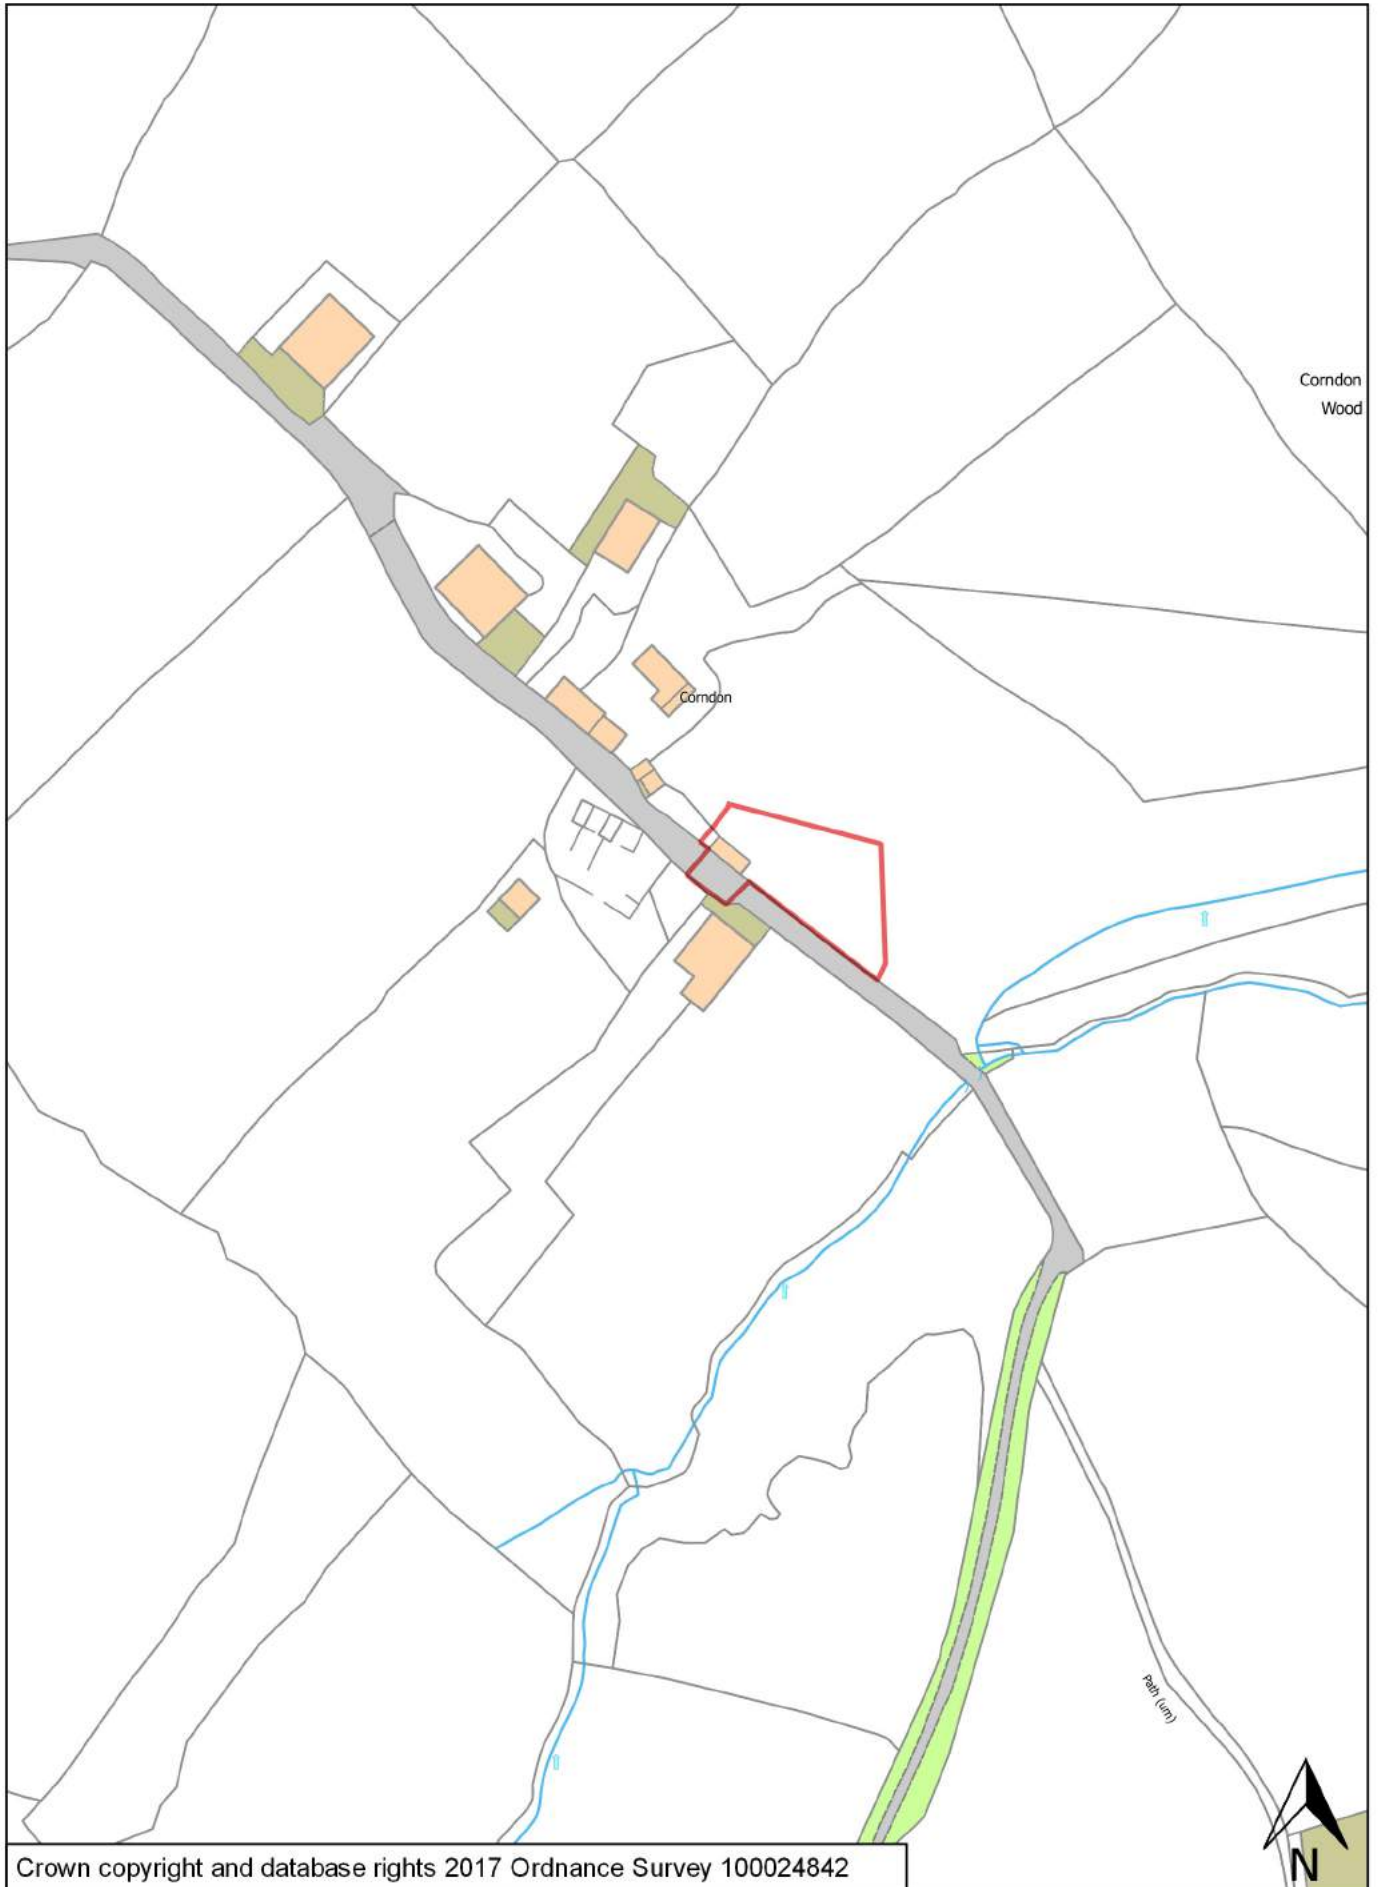 Corndon
Wood
Corndon
Path (um)
Crown copyright and database rights 2017 Ordnance Survey 100024842
N